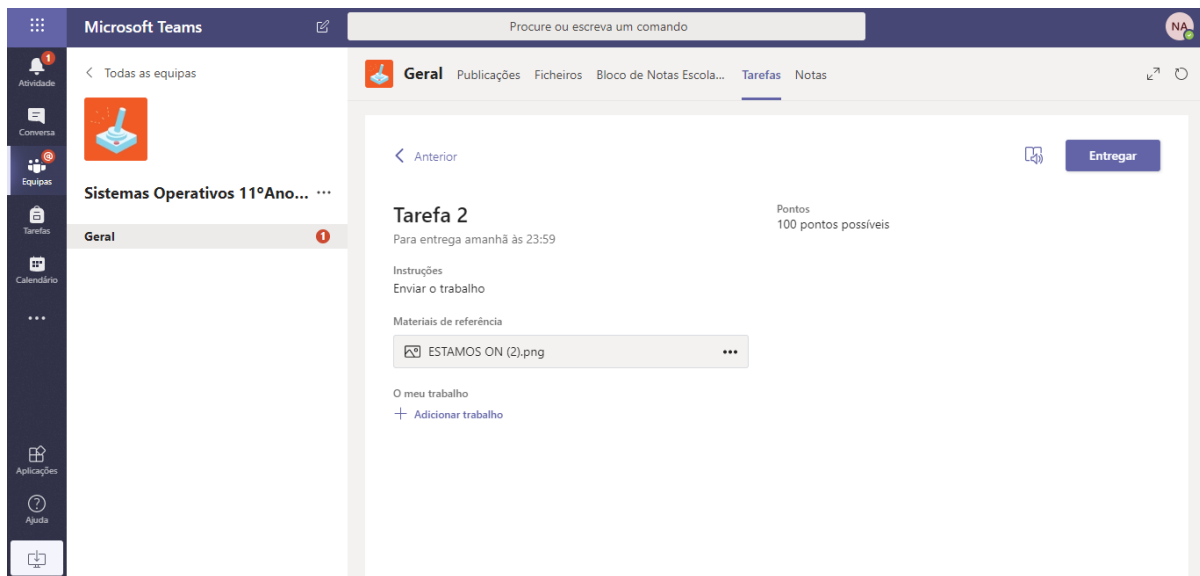 Microsoft Teams
Procure ou escreva um comando
NA
1
Atividade
Conversa
@
Equipas
Tarefas
Calendário
Aplicações
Ajuda
Todas as equipas
Sistemas Operativos 11ºAno... ...
Geral 1
Geral Publicações Ficheiros Bloco de Notas Escola... Tarefas Notas
Anterior
Entregar
Tarefa 2
Para entrega amanhã às 23:59
Pontos
100 pontos possíveis
Instruções
Enviar o trabalho
Materiais de referência
ESTAMOS ON (2).png
O meu trabalho
+ Adicionar trabalho